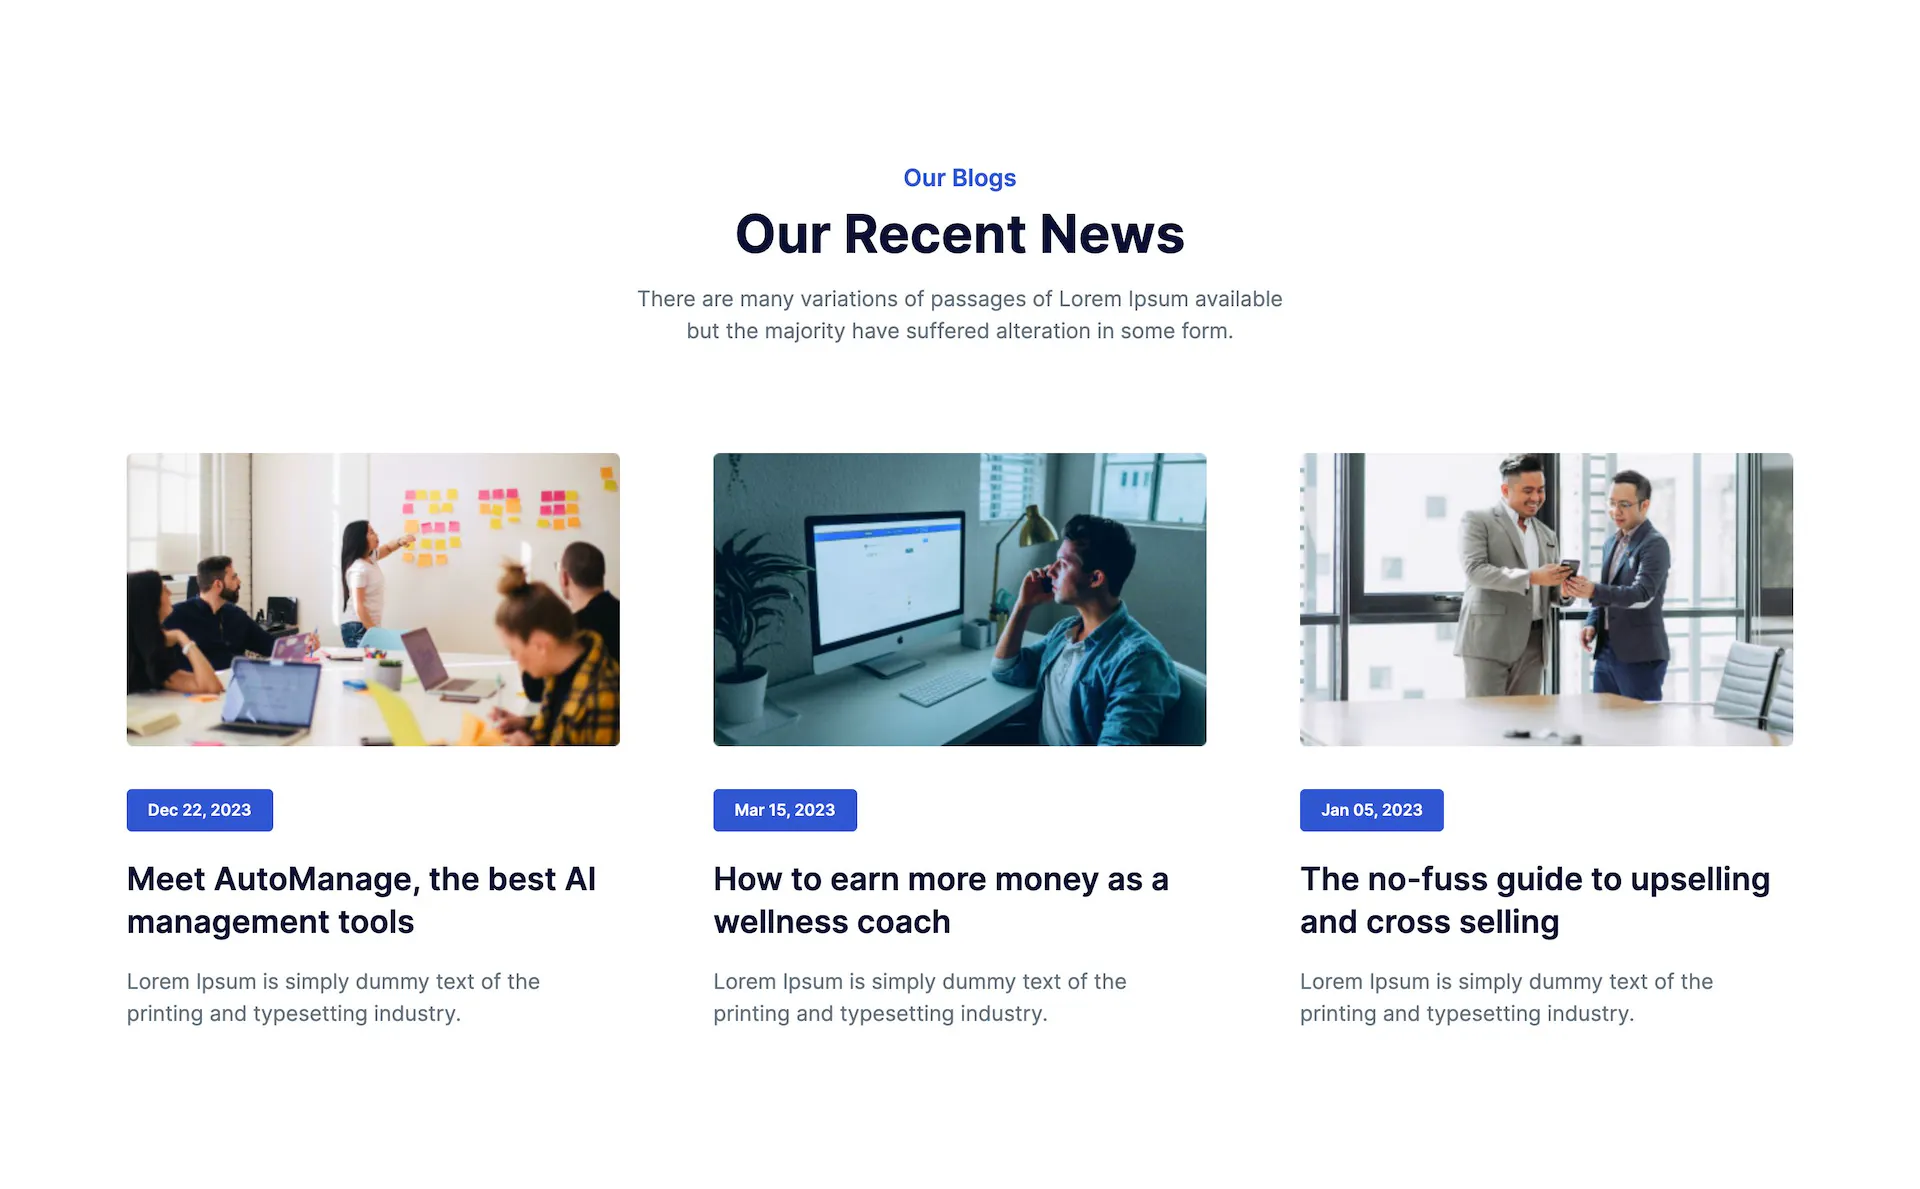 Our Blogs
Our Recent News
There are many variations of passages of Lorem Ipsum available
but the majority have suffered alteration in some form.
Dec 22, 2023
Meet AutoManage, the best AI
management tools
Lorem Ipsum is simply dummy text of the
printing and typesetting industry.
Mar 15, 2023
How to earn more money as a
wellness coach
Lorem Ipsum is simply dummy text of the
printing and typesetting industry.
Jan 05, 2023
The no-fuss guide to upselling
and cross selling
Lorem Ipsum is simply dummy text of the
printing and typesetting industry.